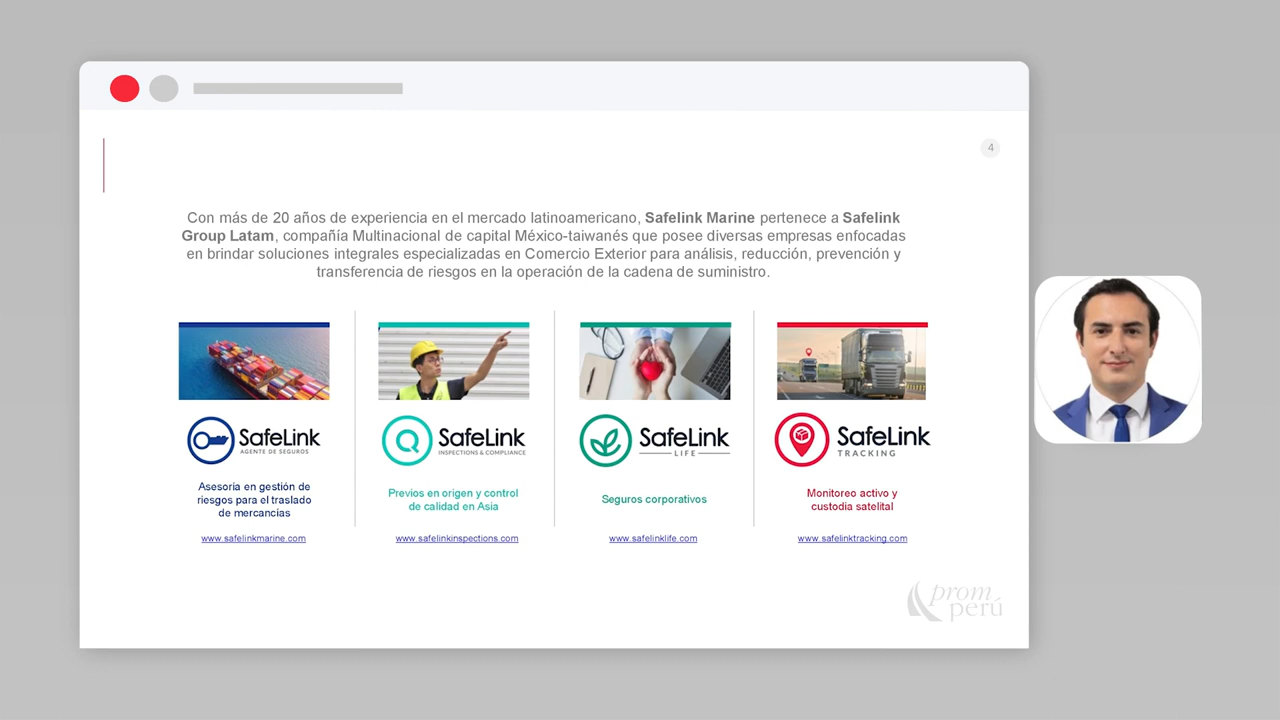 4
Con más de 20 años de experiencia en el mercado latinoamericano, Safelink Marine pertenece a Safelink
Group Latam, compañía Multinacional de capital México-taiwanés que posee diversas empresas enfocadas
en brindar soluciones integrales especializadas en Comercio Exterior para análisis, reducción, prevención y
transferencia de riesgos en la operación de la cadena de suministro.
SafeLink
AGENTE DE SEGUROS
Asesoría en gestión de
riesgos para el traslado
de mercancías
www.safelinkmarine.com
SafeLink
INSPECTIONS & COMPLIANCE
Previos en origen y control
de calidad en Asia
www.safelinkinspections.com
SafeLink
LIFE
Seguros corporativos
www.safelinklife.com
SafeLink
TRACKING
Monitoreo activo y
custodia satelital
www.safelinktracking.com
prom
perú